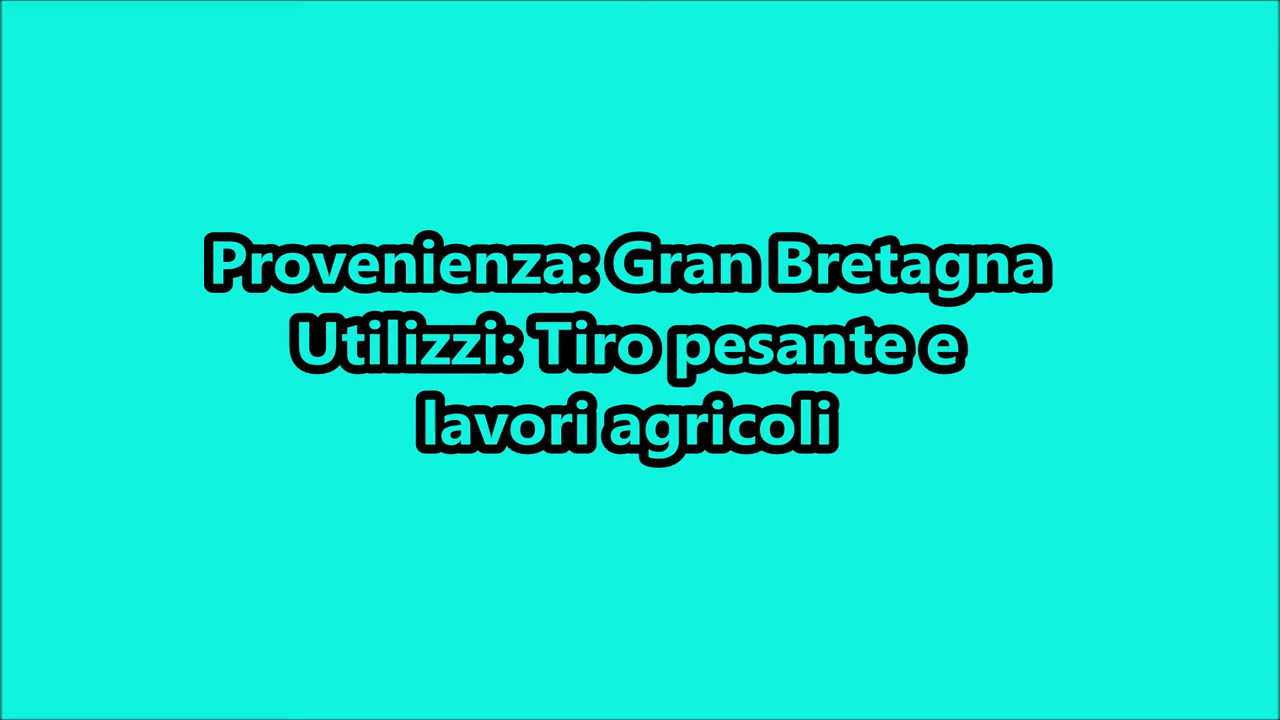 Provenienza: Gran Bretagna
Utilizzi: Tiro pesante e
lavori agricoli